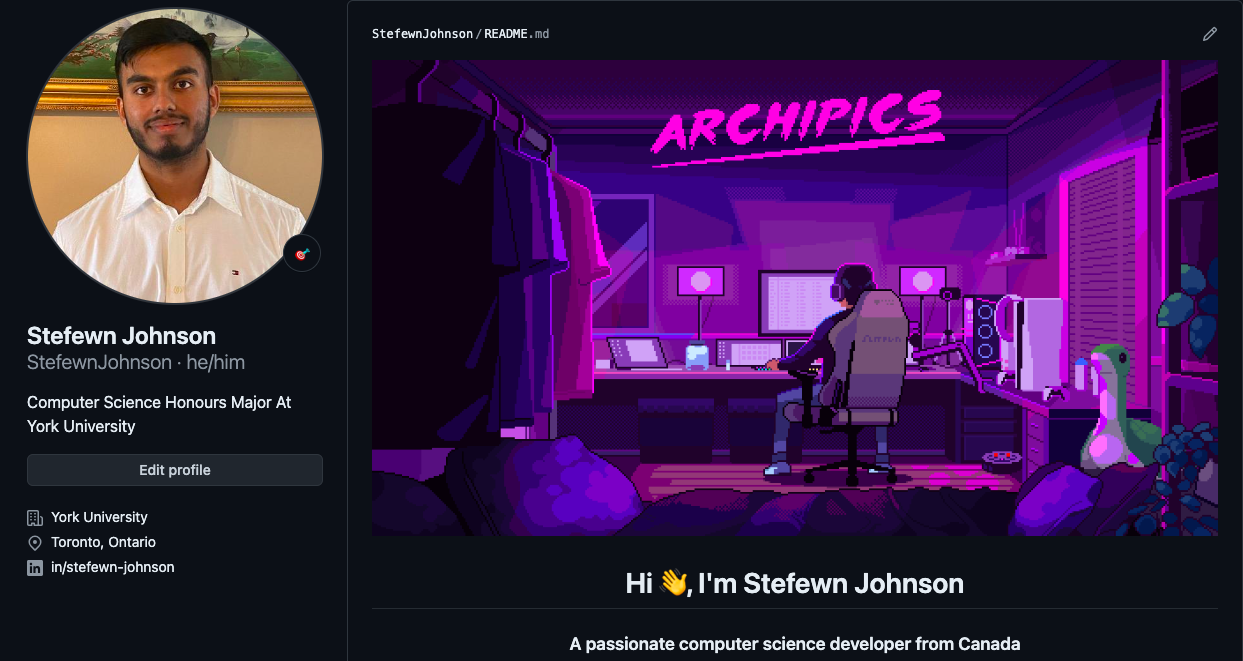 Stefewn Johnson
StefewnJohnson · he/him
Computer Science Honours Major At
York University
Edit profile
York University
Toronto, Ontario
in/stefewn-johnson
StefewnJohnson/README.md
ARCHIPICS
Hi 👋, I'm Stefewn Johnson
A passionate computer science developer from Canada